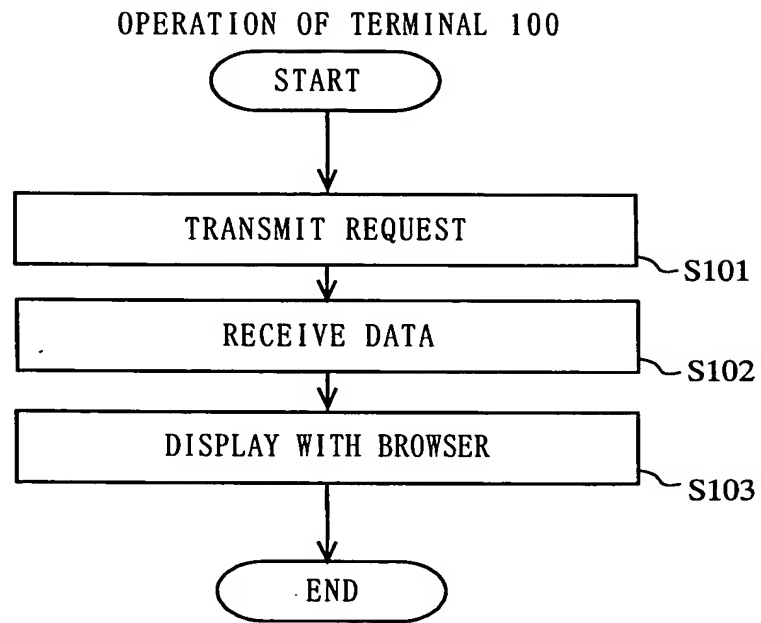 OPERATION OF TERMINAL 100
START
TRANSMIT REQUEST
S101
RECEIVE DATA
S102
DISPLAY WITH BROWSER
S103
END